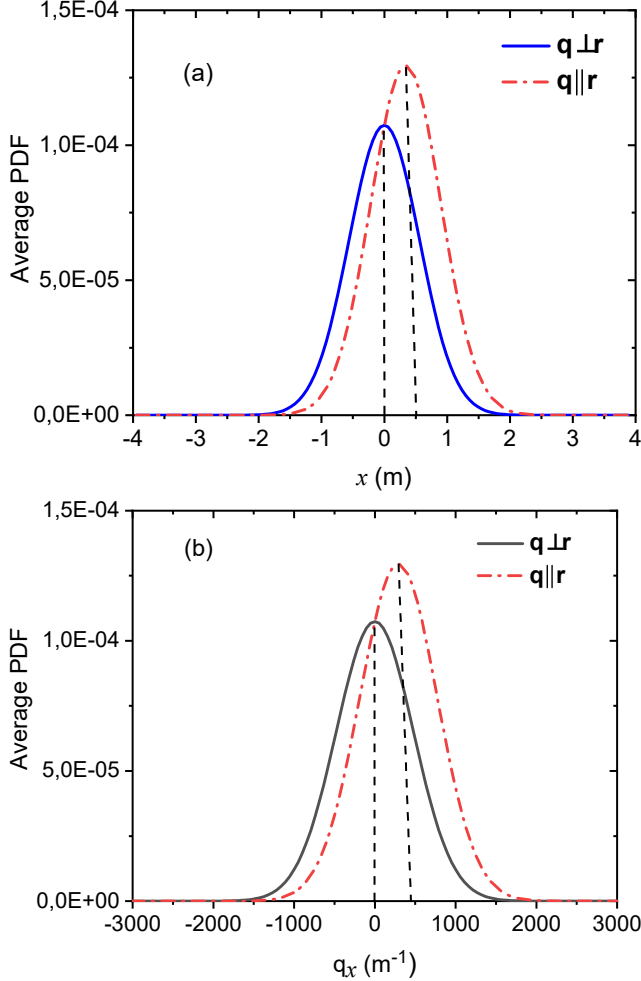 1,5E-04
1,0E-04
5,0E-05
0,0E+00
Average PDF
(a)
q⊥r
q||r
-4 -3 -2 -1 0 1 2 3 4
x (m)
1,5E-04
1,0E-04
5,0E-05
0,0E+00
Average PDF
(b)
q⊥r
q||r
-3000 -2000 -1000 0 1000 2000 3000
qx (m⁻¹)